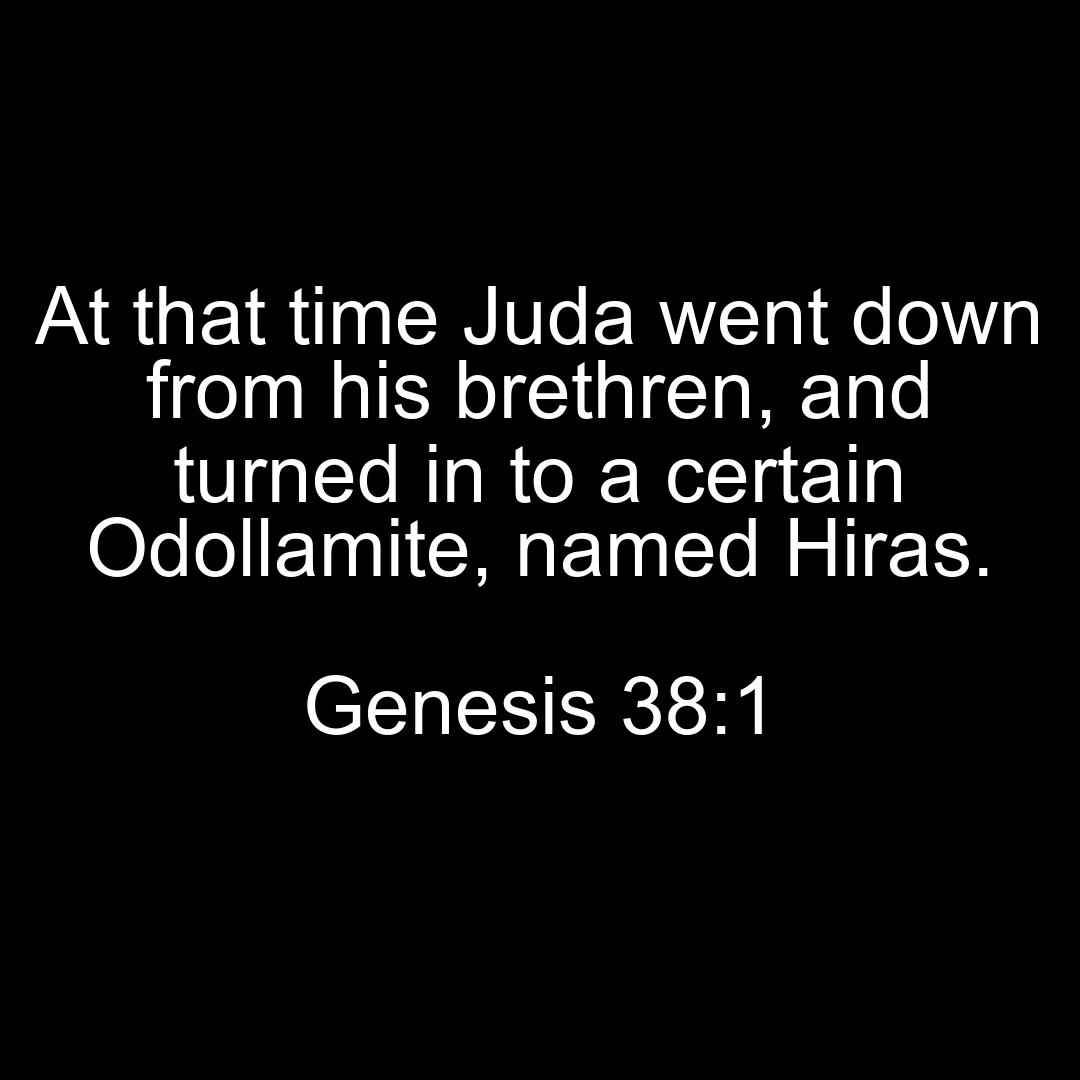 At that time Juda went down
from his brethren, and
turned in to a certain
Odollamite, named Hiras.
Genesis 38:1